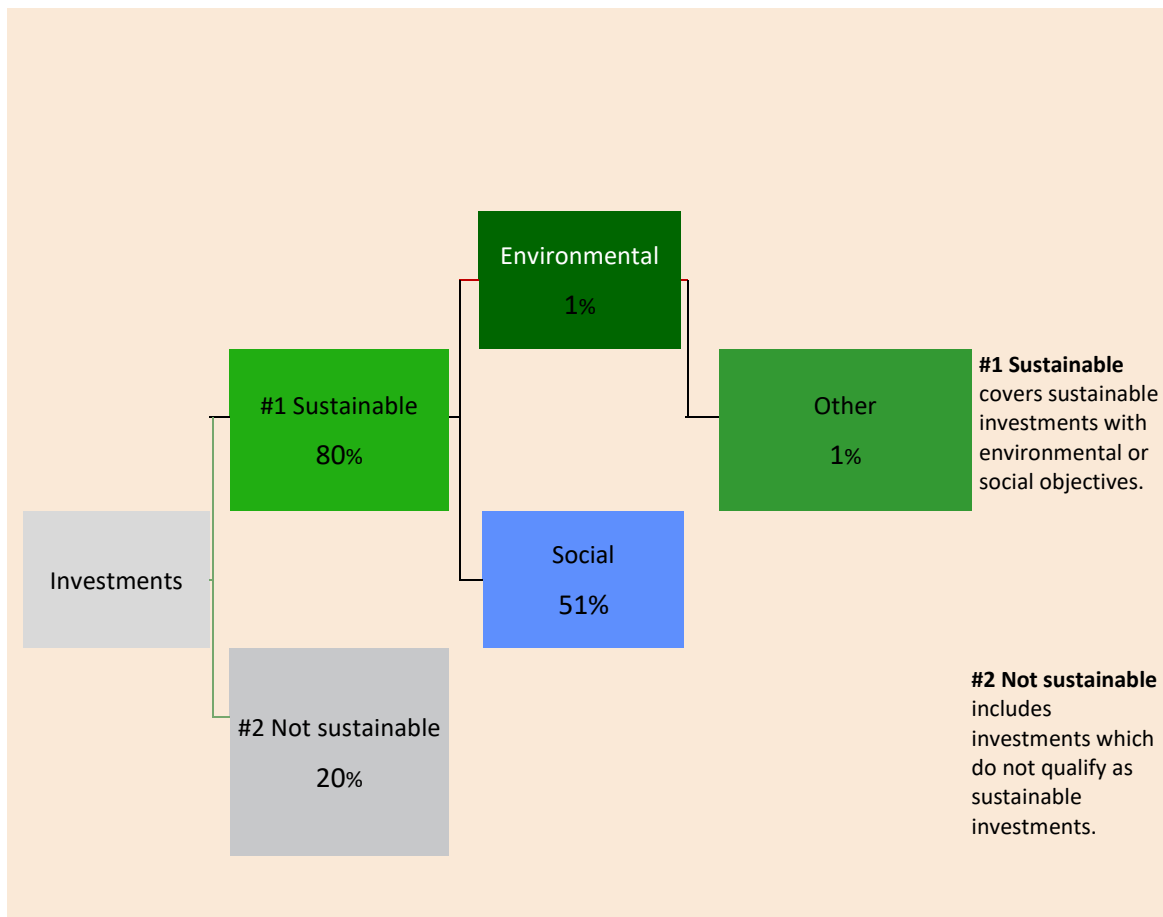 Environmental
1%
#1 Sustainable
80%
Other
1%
#1 Sustainable
covers sustainable
investments with
environmental or
social objectives.
Investments
Social
51%
#2 Not sustainable
20%
#2 Not sustainable
includes
investments which
do not qualify as
sustainable
investments.